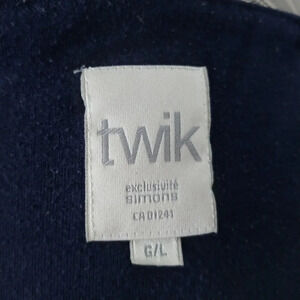 twik
exclusivité
simons
CA 01241
G/L